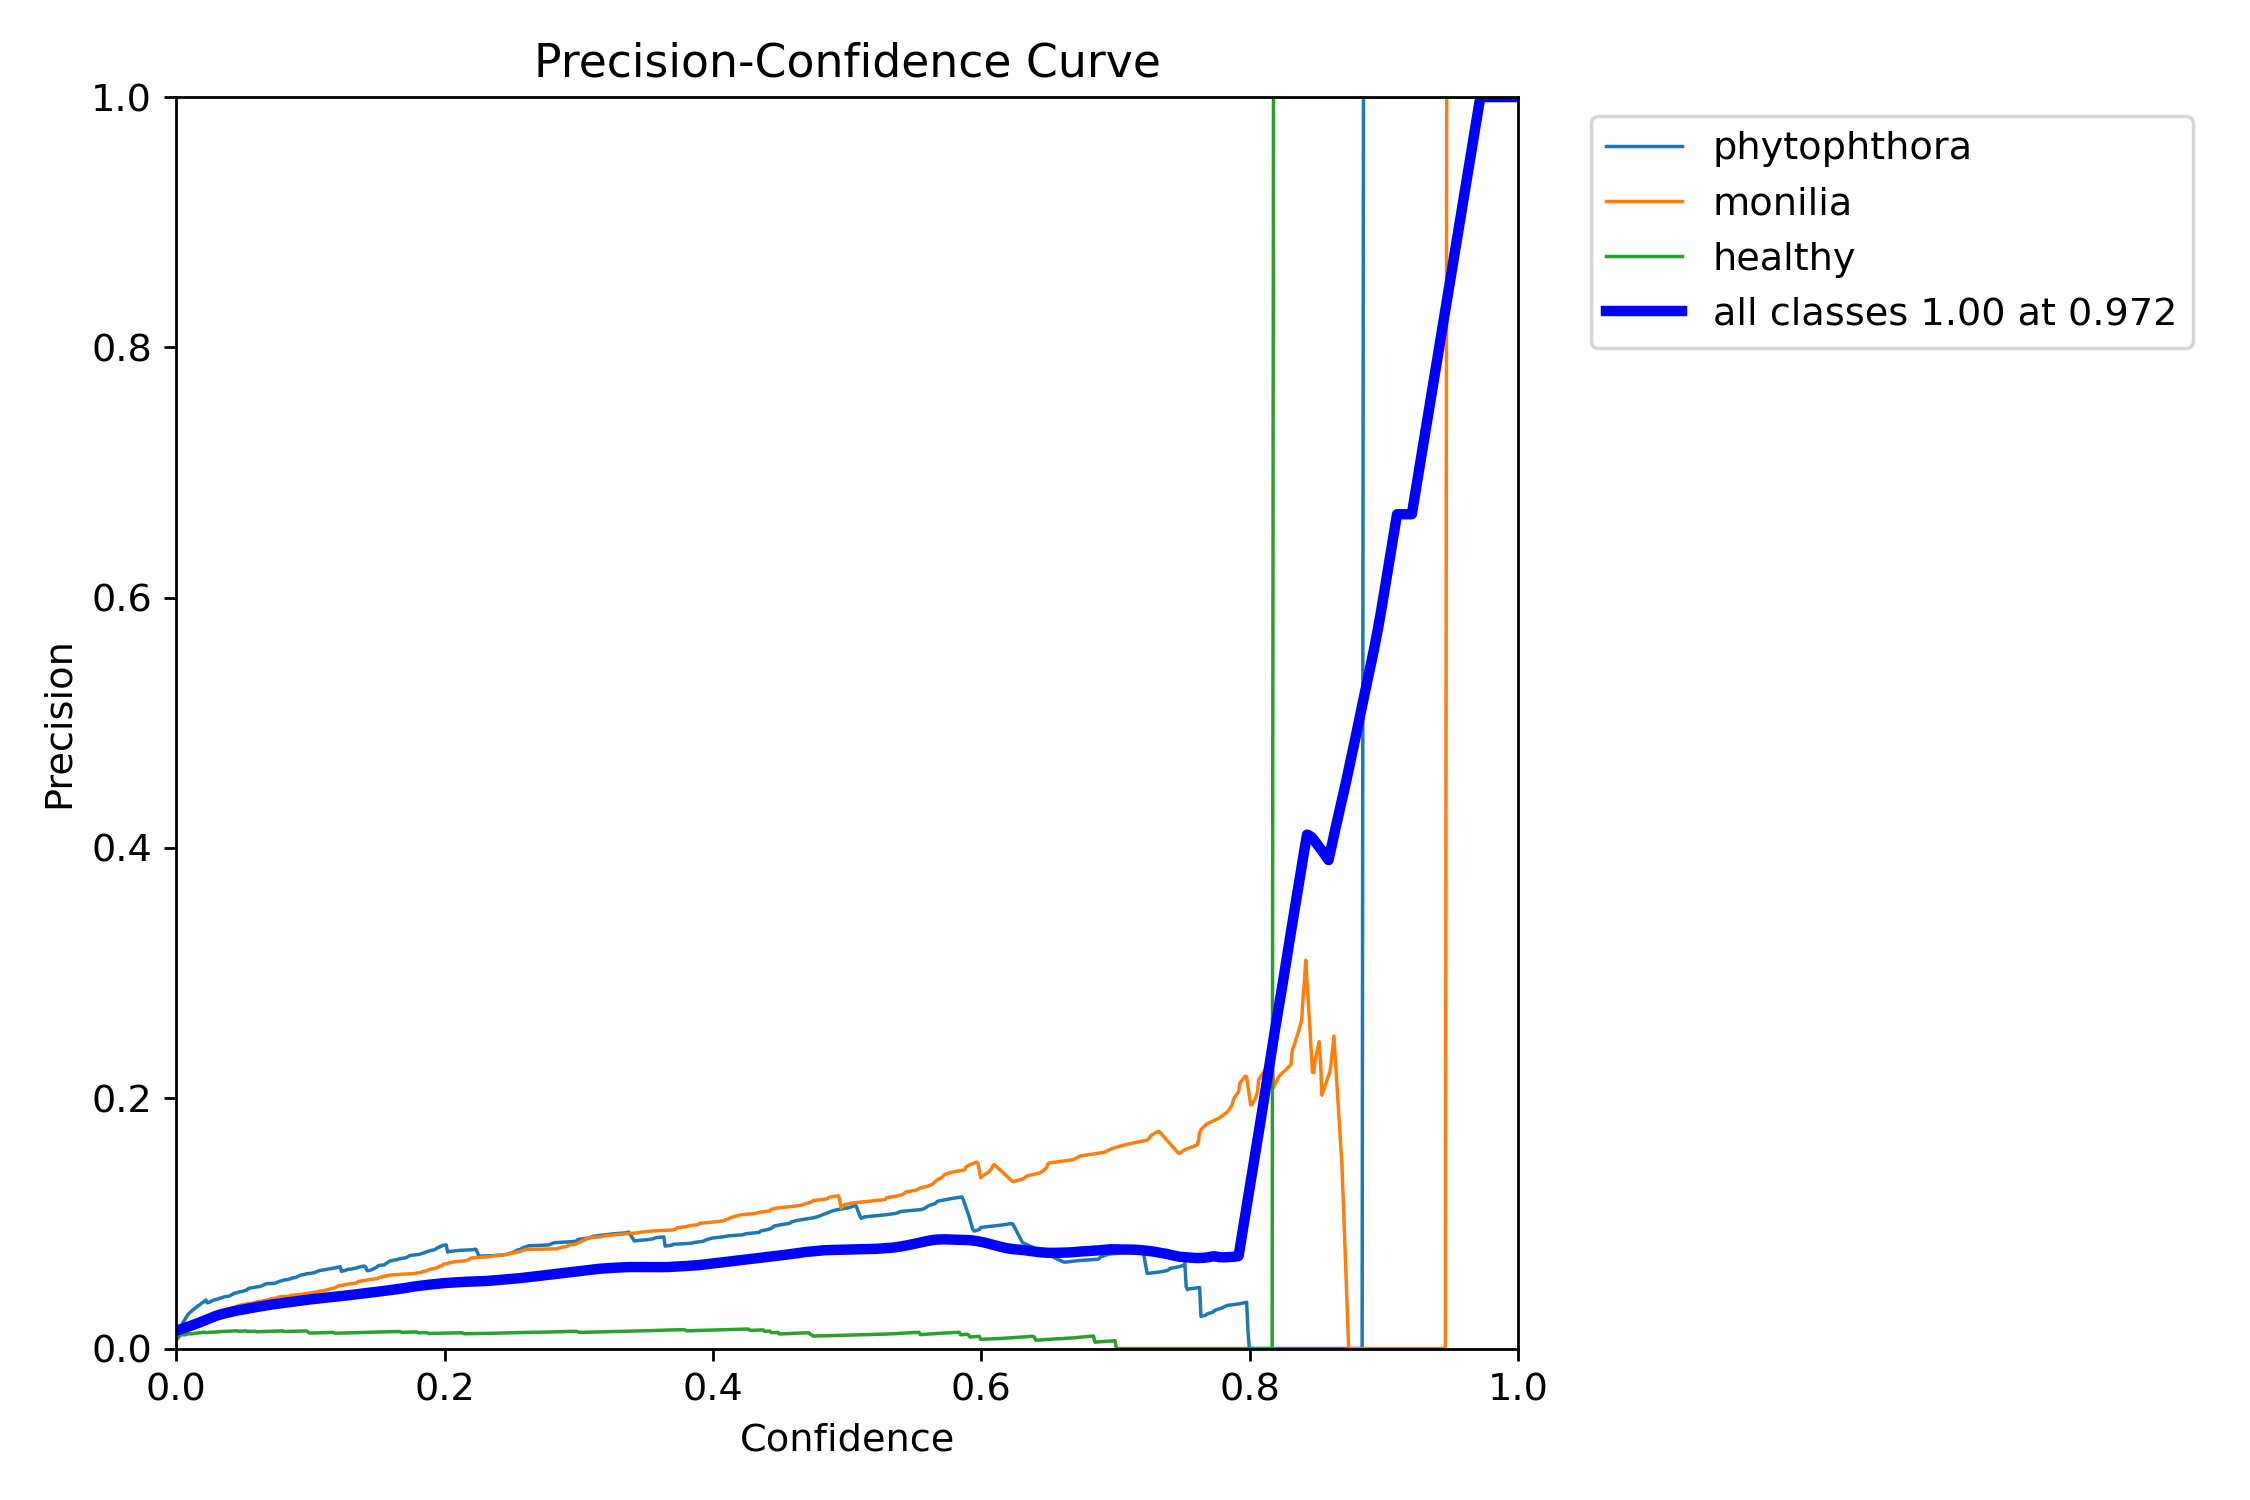 Precision-Confidence Curve
1.0
0.8
0.6
0.4
0.2
0.0
Precision
0.0 0.2 0.4 0.6 0.8 1.0
Confidence
phytophthora
monilia
healthy
all classes 1.00 at 0.972